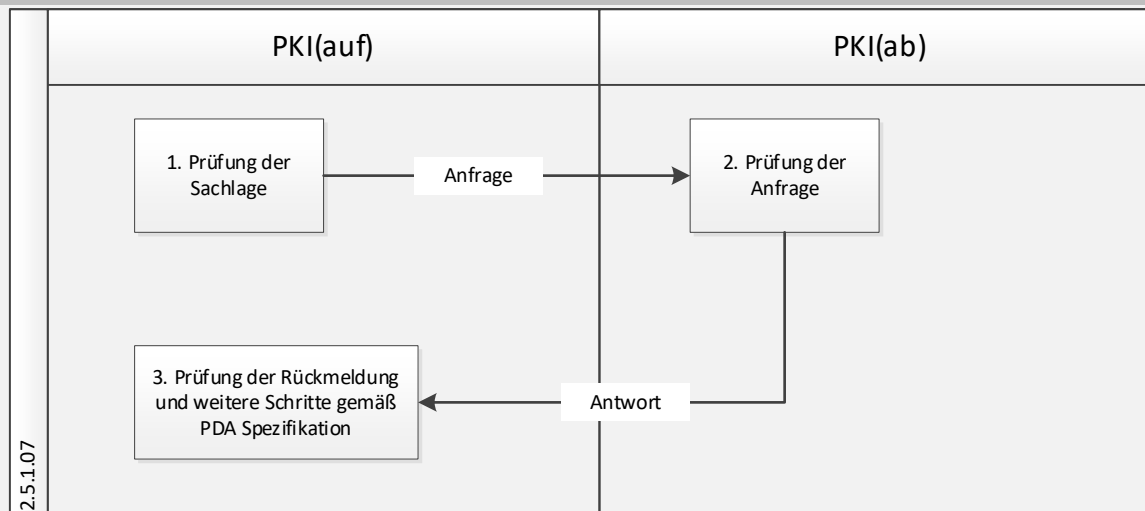 PKI(auf)
PKI(ab)
1. Prüfung der
Sachlage
Anfrage
2. Prüfung der
Anfrage
3. Prüfung der Rückmeldung
und weitere Schritte gemäß
PDA Spezifikation
Antwort
2.5.1.07